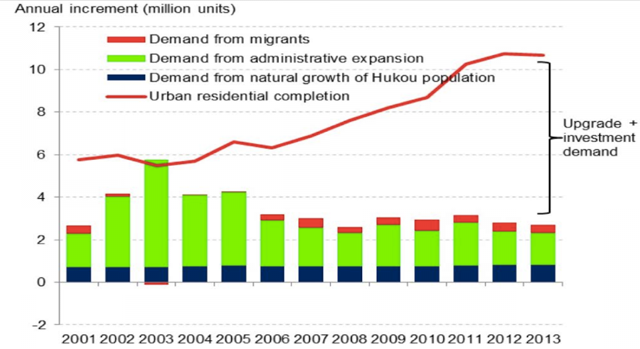 Annual increment (million units)
12
10
8
6
4
2
0
-2
Demand from migrants
Demand from administrative expansion
Demand from natural growth of Hukou population
Urban residential completion
Upgrade +
investment
demand
2001 2002 2003 2004 2005 2006 2007 2008 2009 2010 2011 2012 2013